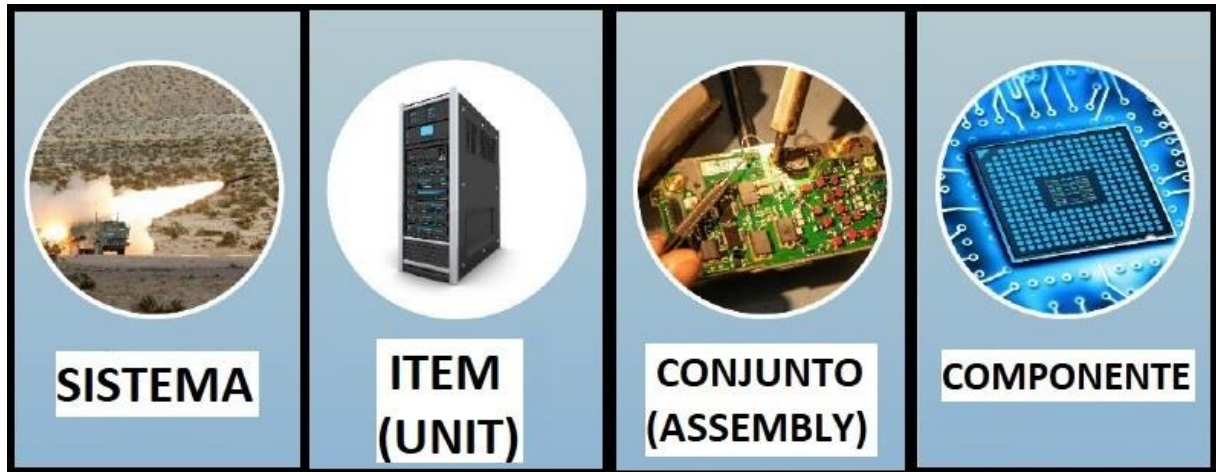 SISTEMA
ITEM
(UNIT)
CONJUNTO
(ASSEMBLY)
COMPONENTE